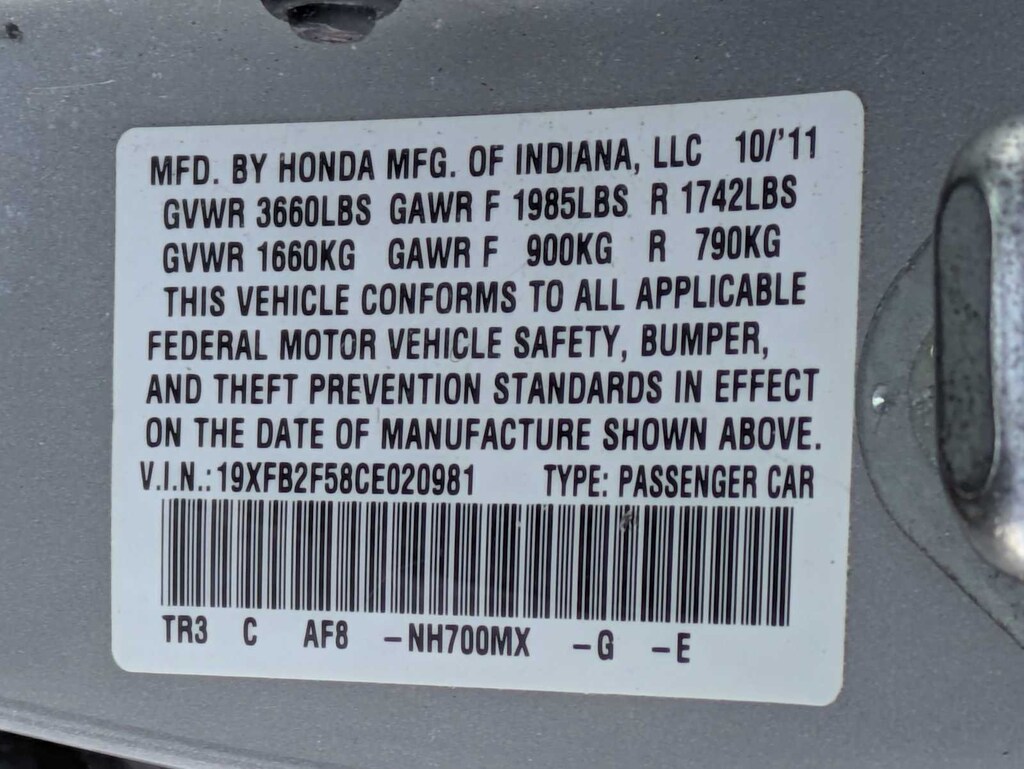 MFD. BY HONDA MFG. OF INDIANA, LLC 10/'11
GVWR 3660LBS GAWR F 1985LBS R 1742LBS
GVWR 1660KG GAWR F 900KG R 790KG
THIS VEHICLE CONFORMS TO ALL APPLICABLE
FEDERAL MOTOR VEHICLE SAFETY, BUMPER,
AND THEFT PREVENTION STANDARDS IN EFFECT
ON THE DATE OF MANUFACTURE SHOWN ABOVE.
V.I.N.: 19XFB2F58CE020981 TYPE: PASSENGER CAR
TR3 C AF8 -NH700MX -G -E